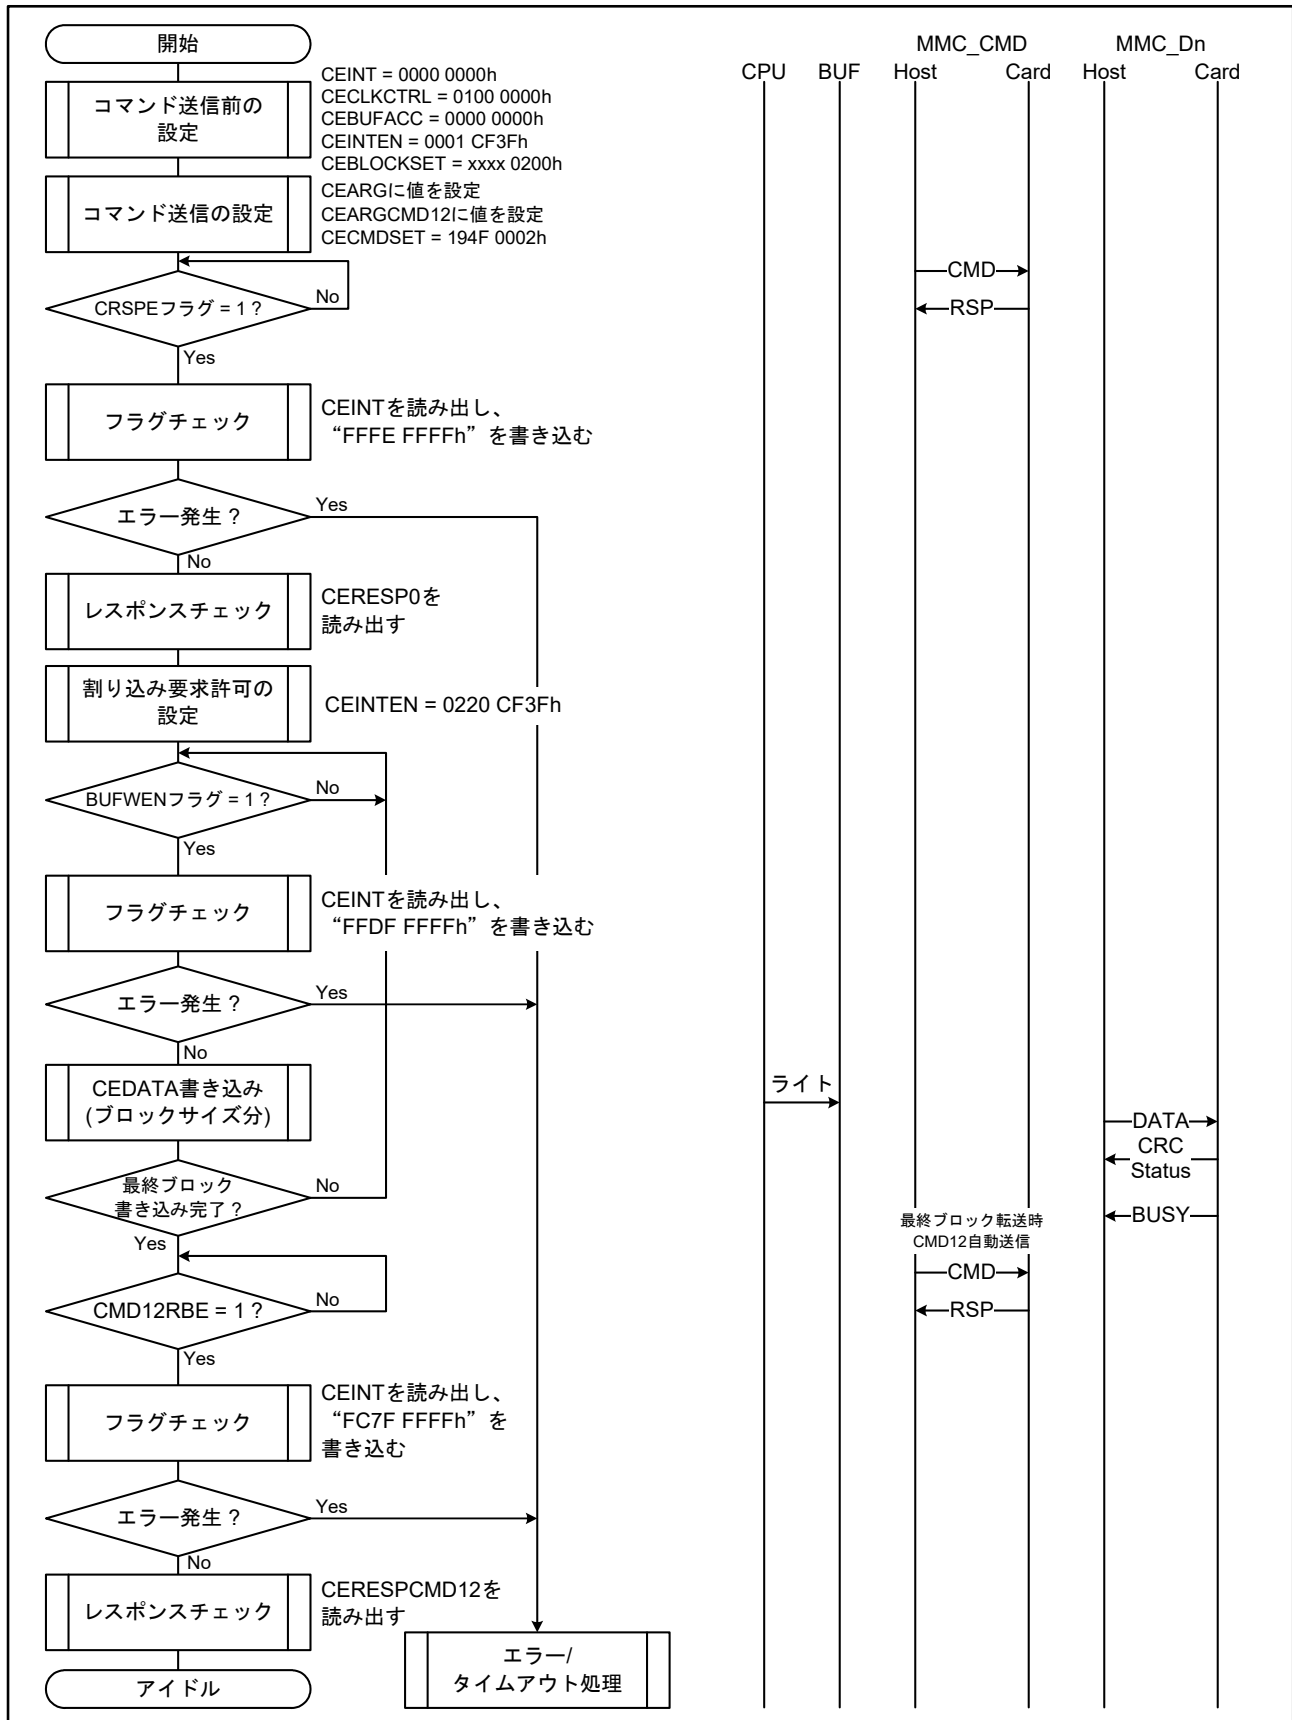 開始
CEINT = 0000 0000h
CECLKCTRL = 0100 0000h
CEBUFACC = 0000 0000h
CEINTEN = 0001 CF3Fh
CEBLOCKSET = xxxx 0200h
コマンド送信前の
設定
コマンド送信の設定
CEARGに値を設定
CEARGCMD12に値を設定
CECMDSET = 194F 0002h
CRSPEフラグ = 1 ?
No
Yes
フラグチェック
CEINTを読み出し、
“FFFE FFFFh”を書き込む
エラー発生 ?
Yes
No
レスポンスチェック
CERESP0を
読み出す
割り込み要求許可の
設定
CEINTEN = 0220 CF3Fh
BUFWENフラグ = 1 ?
No
Yes
フラグチェック
CEINTを読み出し、
“FFDF FFFFh”を書き込む
エラー発生 ?
Yes
No
CEDATA書き込み
(ブロックサイズ分)
最終ブロック
書き込み完了 ?
No
Yes
CMD12RBE = 1 ?
No
Yes
フラグチェック
CEINTを読み出し、
“FC7F FFFFh”を
書き込む
エラー発生 ?
Yes
No
レスポンスチェック
CERESPCMD12を
読み出す
エラー/
タイムアウト処理
アイドル
MMC_CMD
MMC_Dn
CPU BUF Host Card Host Card
CMD
RSP
ライト
DATA
CRC
Status
BUSY
最終ブロック転送時
CMD12自動送信
CMD
RSP